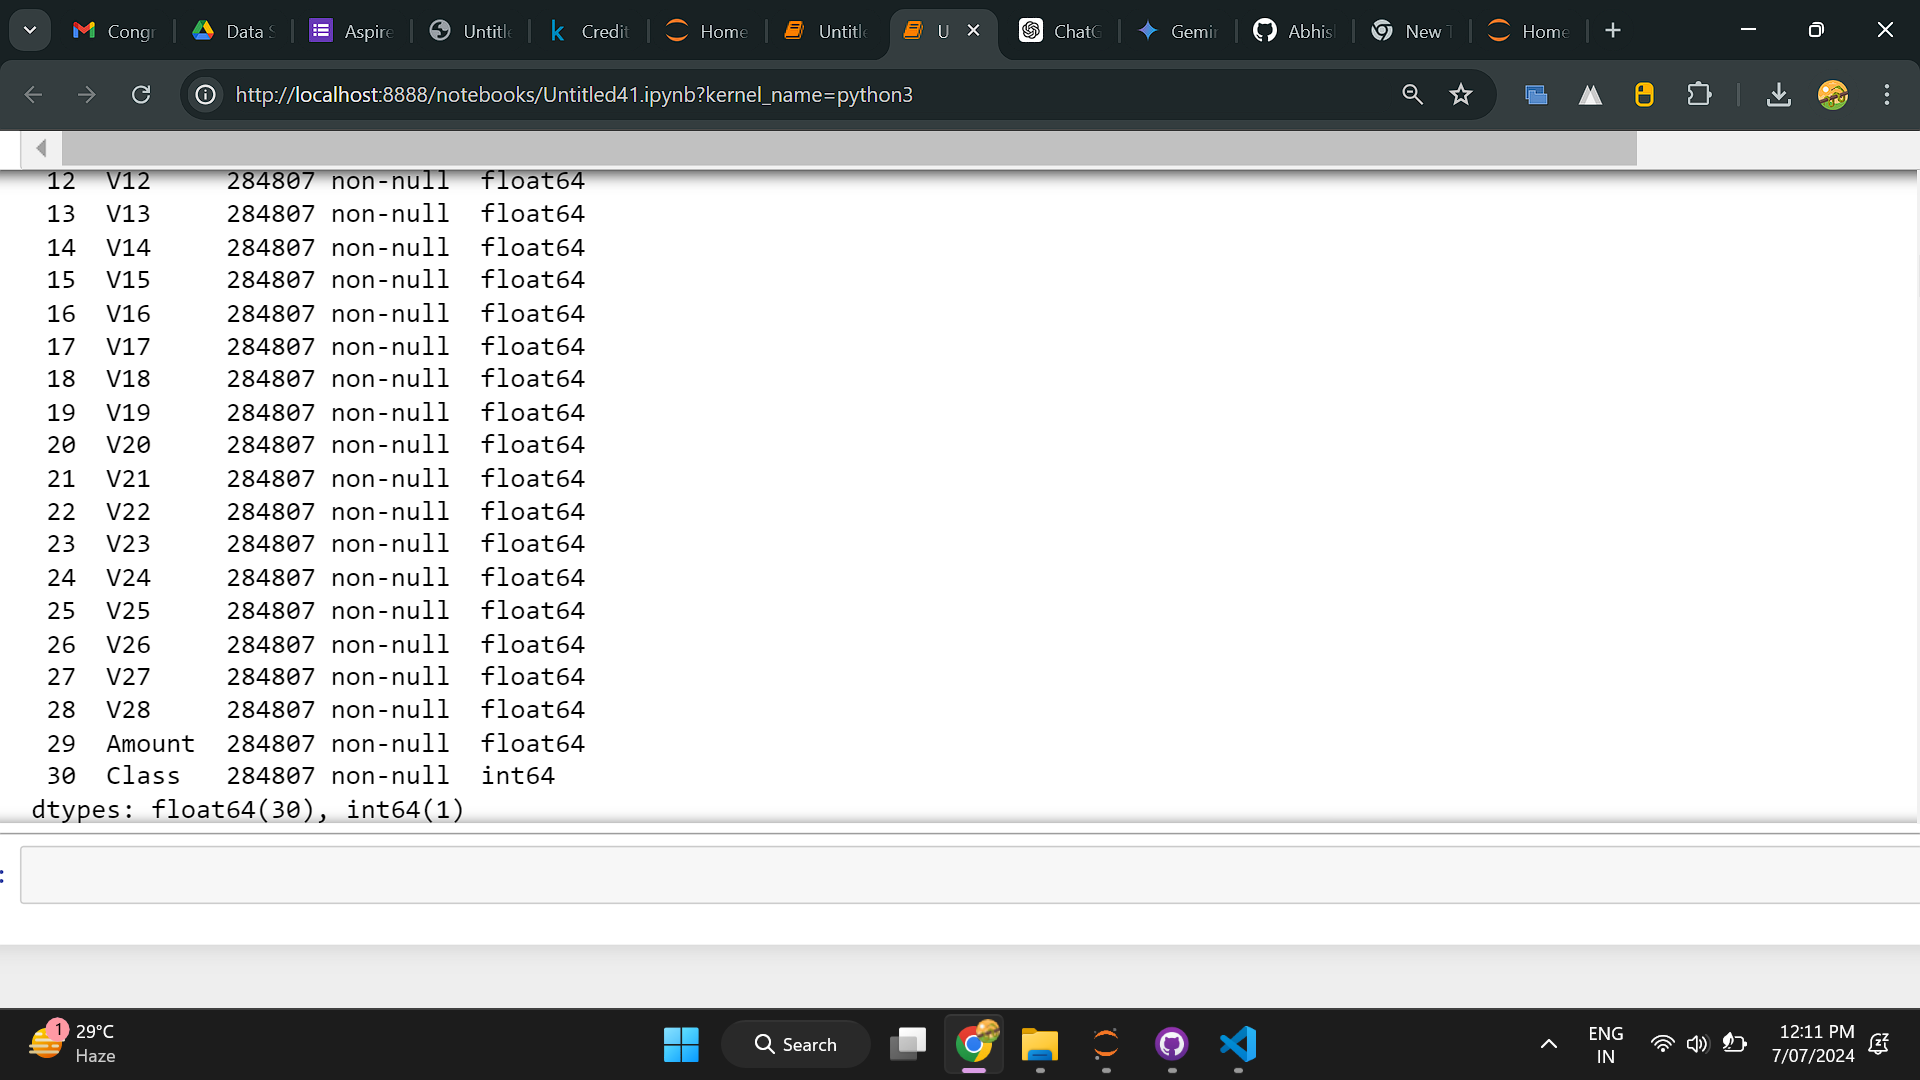 Congr
Data S
Aspire
Untitle
Credit
Home
Untitle
U
ChatG
Gemin
Abhish
New T
Home
http://localhost:8888/notebooks/Untitled41.ipynb?kernel_name=python3
12 V12 284807 non-null float64
13 V13 284807 non-null float64
14 V14 284807 non-null float64
15 V15 284807 non-null float64
16 V16 284807 non-null float64
17 V17 284807 non-null float64
18 V18 284807 non-null float64
19 V19 284807 non-null float64
20 V20 284807 non-null float64
21 V21 284807 non-null float64
22 V22 284807 non-null float64
23 V23 284807 non-null float64
24 V24 284807 non-null float64
25 V25 284807 non-null float64
26 V26 284807 non-null float64
27 V27 284807 non-null float64
28 V28 284807 non-null float64
29 Amount 284807 non-null float64
30 Class 284807 non-null int64
dtypes: float64(30), int64(1)
:
1
29°C
Haze
Search
ENG
IN
12:11 PM
7/07/2024